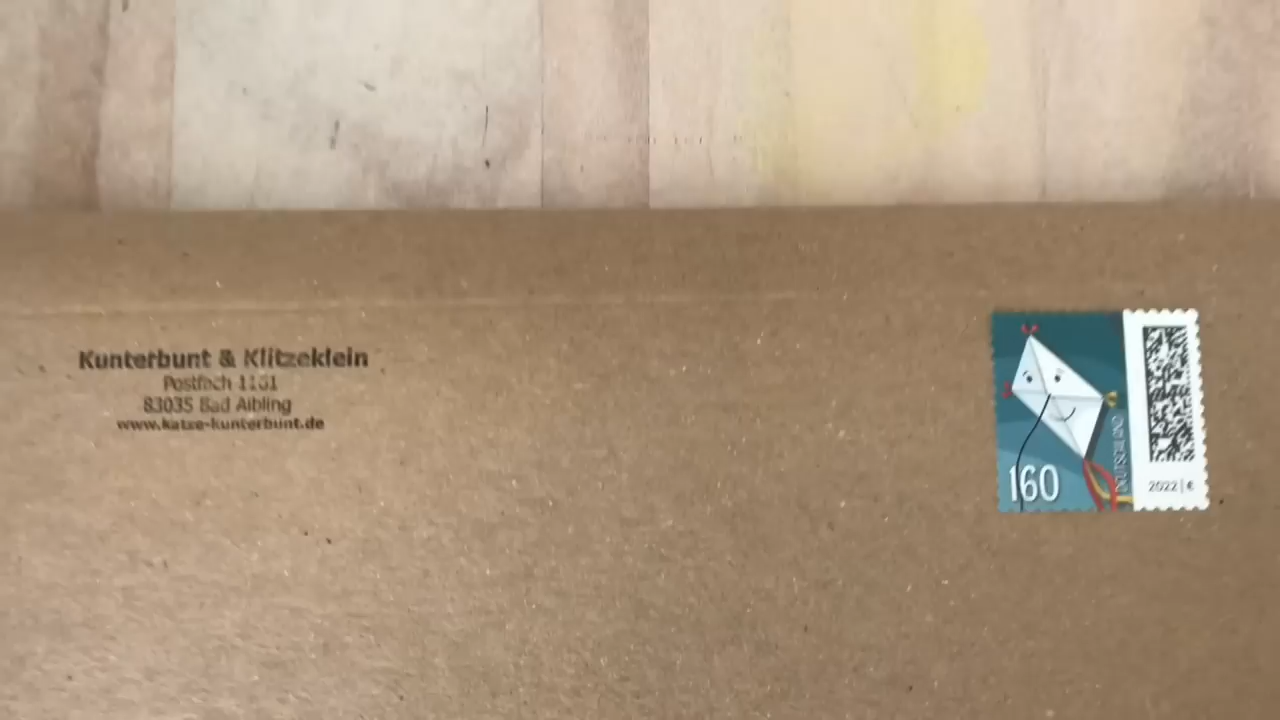 Kunterbunt & Klitzeklein
Postfach 1161
83035 Bad Aibling
www.katze-kunterbunt.de
160
DEUTSCHLAND
2022 | €